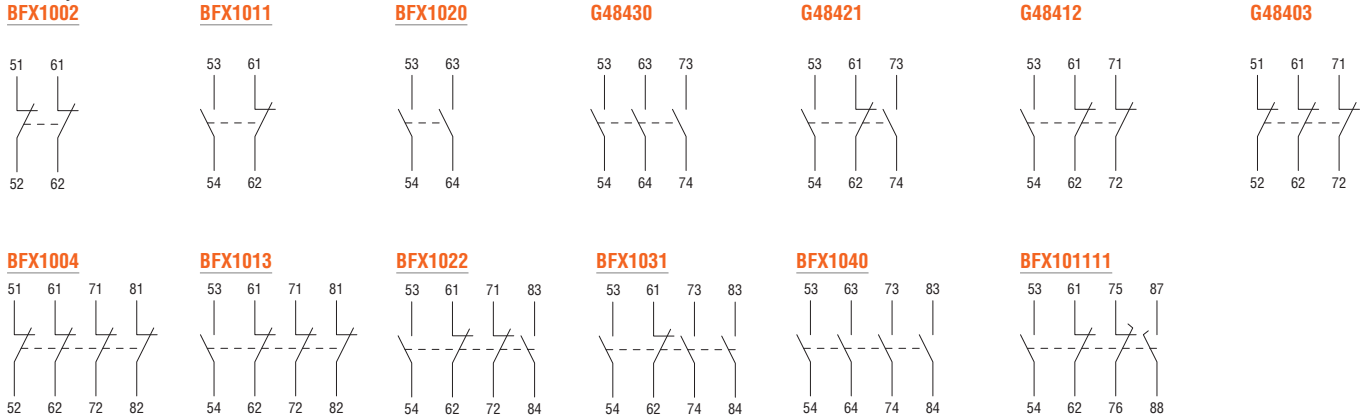 BFX1002 BFX1011 BFX1020 G48430 G48421 G48412 G48403
51 61 53 61 53 63 53 63 73 53 61 73 53 61 71 51 61 71
52 62 54 62 54 64 54 64 74 54 62 74 54 62 72 52 62 72
BFX1004 BFX1013 BFX1022 BFX1031 BFX1040 BFX101111
51 61 71 81 53 61 71 81 53 61 71 83 53 61 73 83 53 63 73 83 53 61 75 87
52 62 72 82 54 62 72 82 54 62 72 84 54 62 74 84 54 64 74 84 54 62 76 88